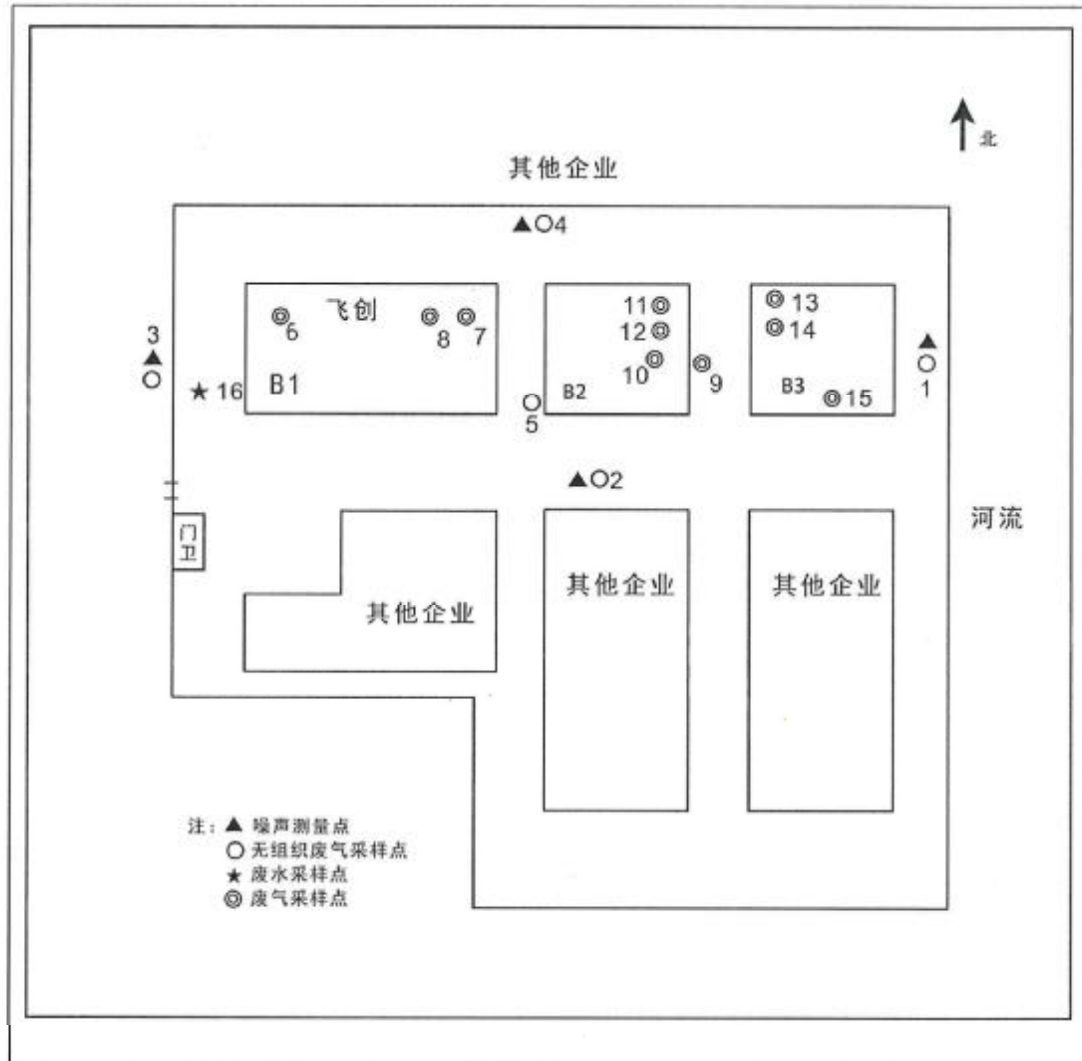 北
其他企业
4
飞创
6
8
7
11
12
10
9
13
14
15
3
16
B1
B2
B3
5
1
2
河流
门卫
其他企业
其他企业
其他企业
注: ▲ 噪声测量点
○ 无组织废气采样点
★ 废水采样点
◎ 废气采样点